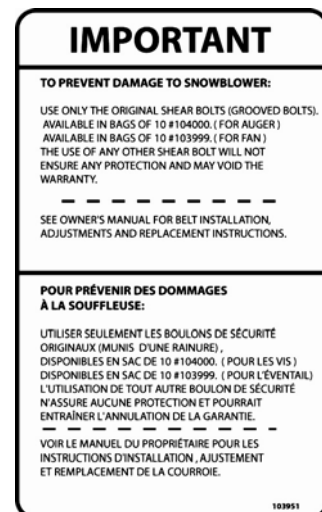 IMPORTANT
TO PREVENT DAMAGE TO SNOWBLOWER:
USE ONLY THE ORIGINAL SHEAR BOLTS (GROOVED BOLTS).
AVAILABLE IN BAGS OF 10 #104000. ( FOR AUGER )
AVAILABLE IN BAGS OF 10 #103999. ( FOR FAN )
THE USE OF ANY OTHER SHEAR BOLT WILL NOT
ENSURE ANY PROTECTION AND MAY VOID THE
WARRANTY.
SEE OWNER'S MANUAL FOR BELT INSTALLATION,
ADJUSTMENTS AND REPLACEMENT INSTRUCTIONS.
POUR PRÉVENIR DES DOMMAGES
À LA SOUFFLEUSE:
UTILISER SEULEMENT LES BOULONS DE SÉCURITÉ
ORIGINAUX (MUNIS D'UNE RAINURE) ,
DISPONIBLES EN SAC DE 10 #104000. ( POUR LES VIS )
DISPONIBLES EN SAC DE 10 #103999. ( POUR L'ÉVENTAIL)
L'UTILISATION DE TOUT AUTRE BOULON DE SÉCURITÉ
N'ASSURE AUCUNE PROTECTION ET POURRAIT
ENTRAÎNER L'ANNULATION DE LA GARANTIE.
VOIR LE MANUEL DU PROPRIÉTAIRE POUR LES
INSTRUCTIONS D'INSTALLATION , AJUSTEMENT
ET REMPLACEMENT DE LA COURROIE.
103951